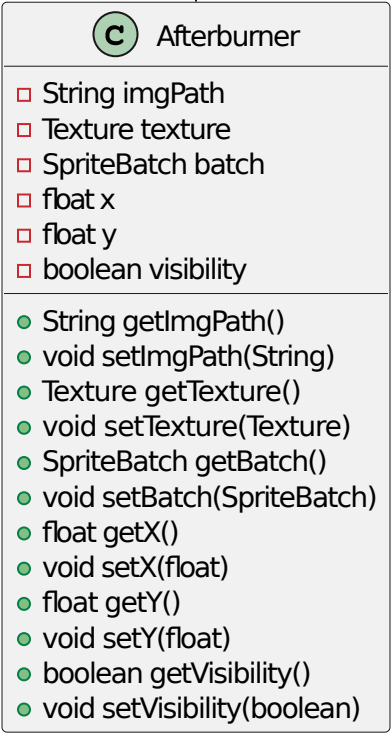 C Afterburner
String imgPath
Texture texture
SpriteBatch batch
float x
float y
boolean visibility
String getImgPath()
void setImgPath(String)
Texture getTexture()
void setTexture(Texture)
SpriteBatch getBatch()
void setBatch(SpriteBatch)
float getX()
void setX(float)
float getY()
void setY(float)
boolean getVisibility()
void setVisibility(boolean)